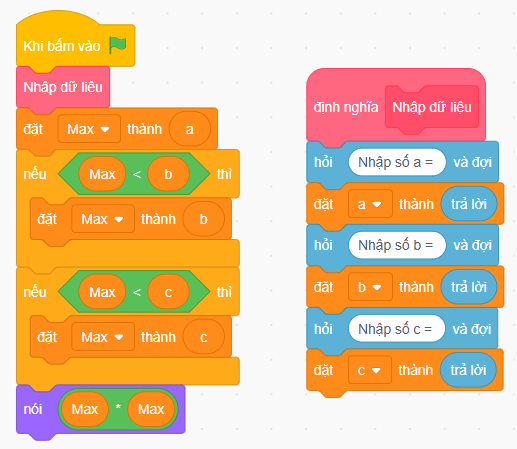 Khi bấm vào
Nhập dữ liệu
đặt Max thành a
nếu Max < b thì
đặt Max thành b
nếu Max < c thì
đặt Max thành c
nói Max * Max
định nghĩa Nhập dữ liệu
hỏi Nhập số a = và đợi
đặt a thành trả lời
hỏi Nhập số b = và đợi
đặt b thành trả lời
hỏi Nhập số c = và đợi
đặt c thành trả lời